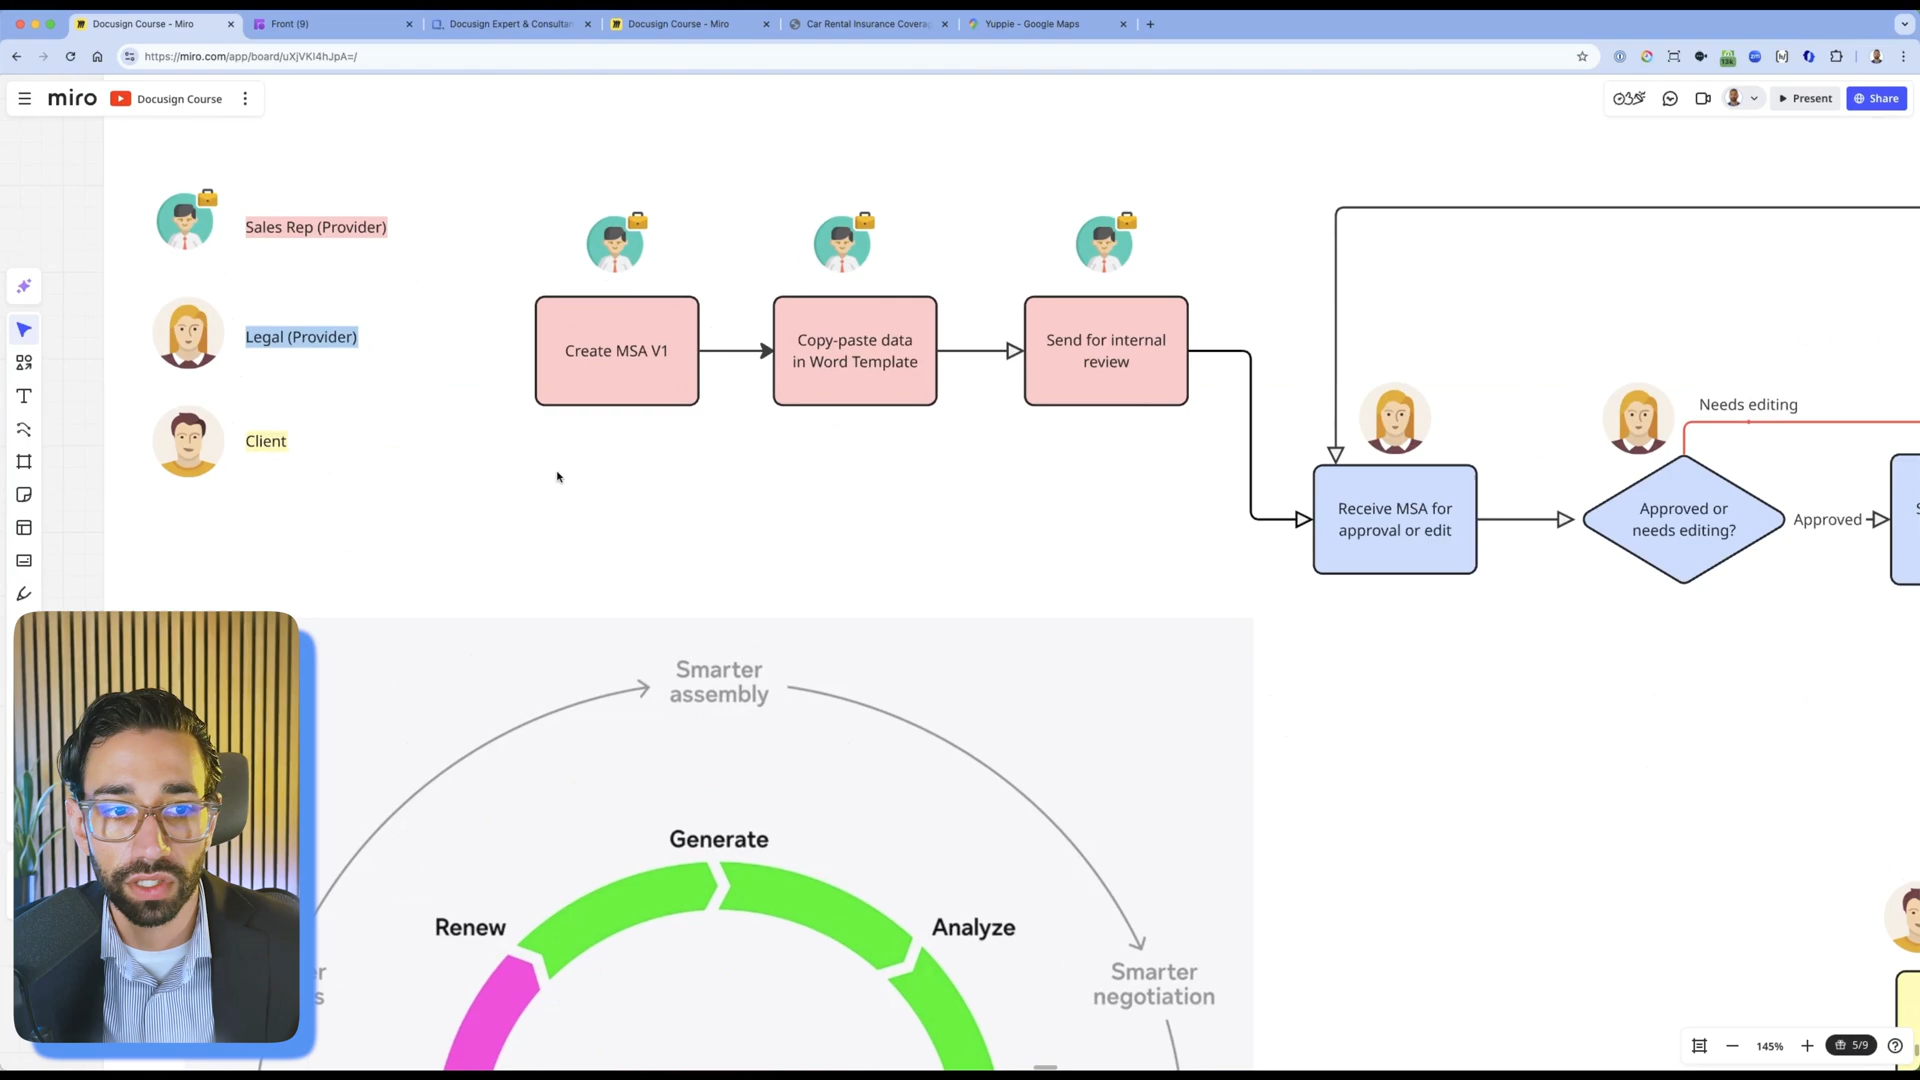 Docusign Course - Miro
Front (9)
Docusign Expert & Consultan
Docusign Course - Miro
Car Rental Insurance Coverag
Yuppie - Google Maps
https://miro.com/app/board/uXjVKI4hJpA=/
13k
zm
miro
Docusign Course
Present
Share
Sales Rep (Provider)
Legal (Provider)
Client
Create MSA V1
Copy-paste data
in Word Template
Send for internal
review
Needs editing
Receive MSA for
approval or edit
Approved or
needs editing?
Approved
Smarter
assembly
Generate
Renew
Analyze
Smarter
negotiation
145%
5/9